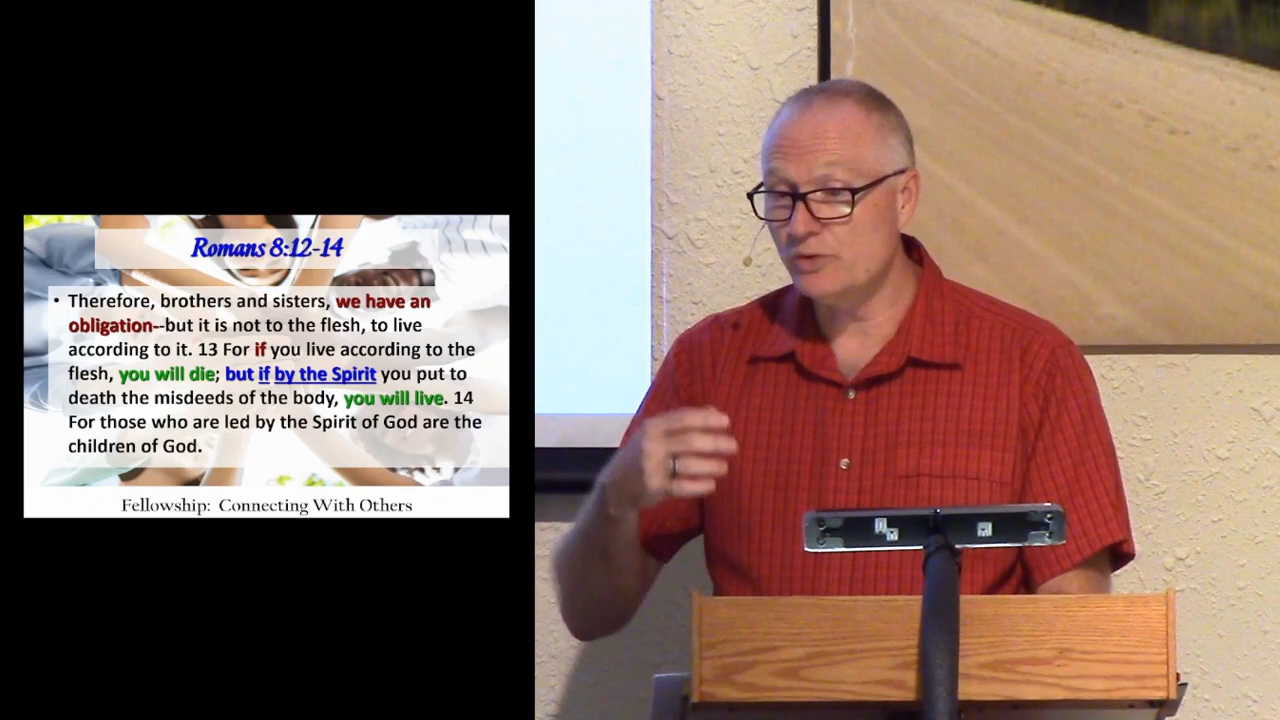 Romans 8:12-14
• Therefore, brothers and sisters, we have an
obligation--but it is not to the flesh, to live
according to it. 13 For if you live according to the
flesh, you will die; but if by the Spirit you put to
death the misdeeds of the body, you will live. 14
For those who are led by the Spirit of God are the
children of God.
Fellowship: Connecting With Others